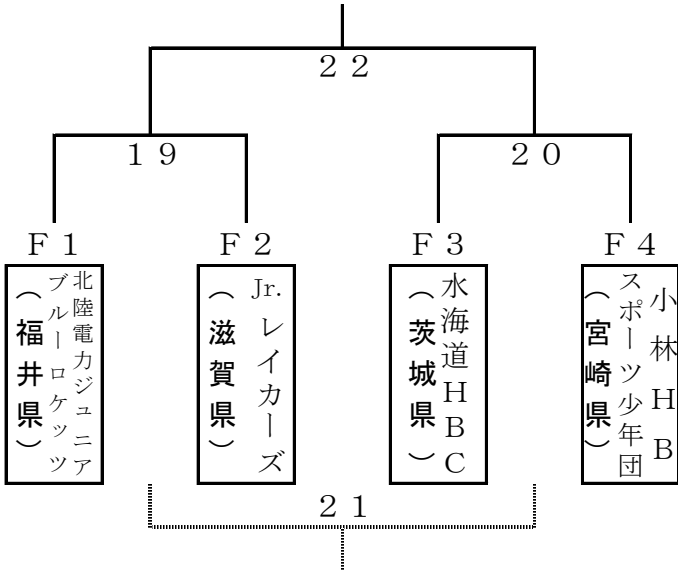 ２２
１９
２０
Ｆ１
Ｆ２
Ｆ３
Ｆ４
北陸電力ジュニア
ブルーロケッツ
（福井県）
Jr.レイカーズ
（滋賀県）
水海道ＨＢＣ
（茨城県）
小林ＨＢ
スポーツ少年団
（宮崎県）
２１